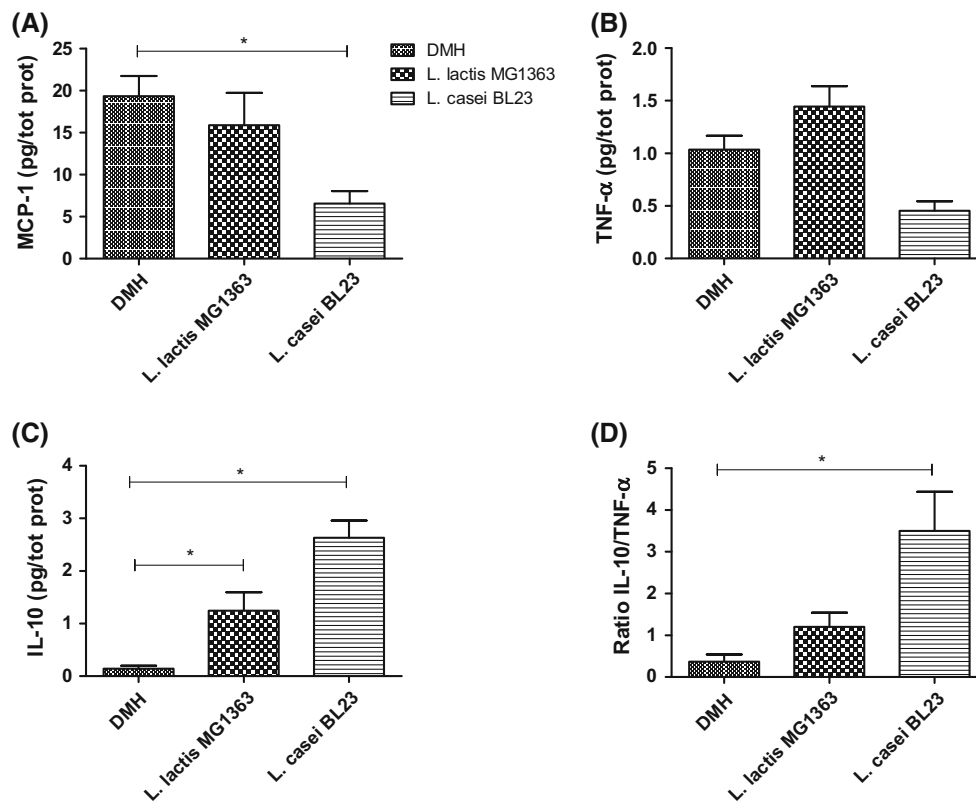 (A)
*
25
20
15
10
5
0
MCP-1 (pg/tot prot)
DMH
L. lactis MG1363
L. casei BL23
DMH
L. lactis MG1363
L. casei BL23
(B)
2.0
1.5
1.0
0.5
0.0
TNF-α (pg/tot prot)
DMH
L. lactis MG1363
L. casei BL23
(C)
4
3
2
1
0
IL-10 (pg/tot prot)
*
*
DMH
L. lactis MG1363
L. casei BL23
(D)
5
4
3
2
1
0
Ratio IL-10/TNF-α
*
DMH
L. lactis MG1363
L. casei BL23